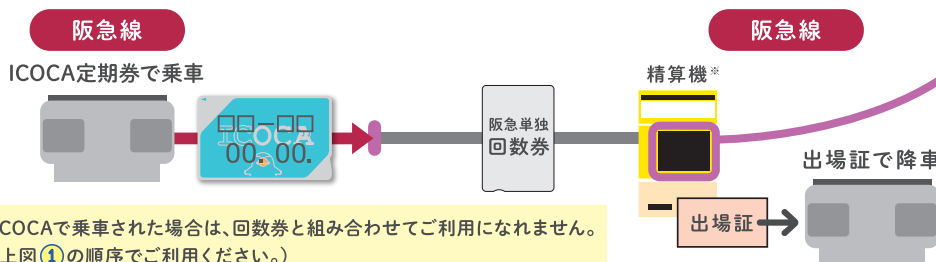 阪急線
阪急線
ICOCA定期券で乗車
精算機※
□□-□□
ICOCA
00. 00.
阪急単独
回数券
出場証で降車
出場証
COCAで乗車された場合は、回数券と組み合わせてご利用になれません。
上図①の順序でご利用ください。）